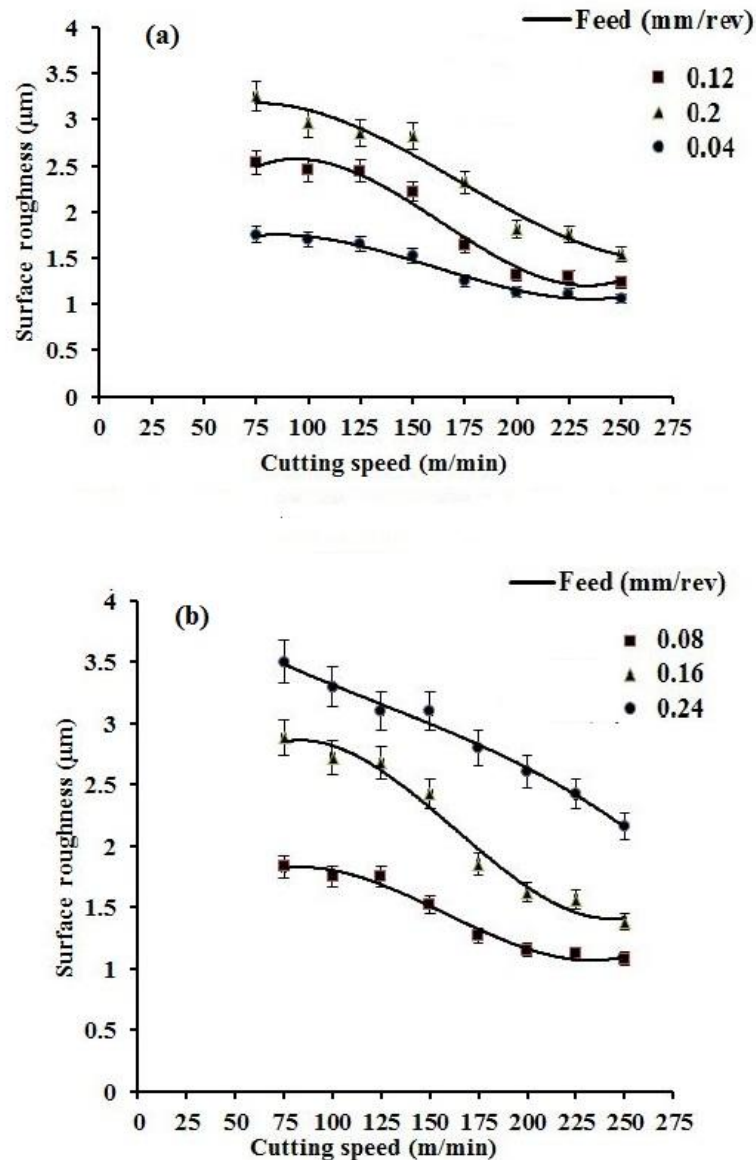 (a)
Feed (mm/rev)
0.12
0.2
0.04
Surface roughness (µm)
4
3.5
3
2.5
2
1.5
1
0.5
0
0 25 50 75 100 125 150 175 200 225 250 275
Cutting speed (m/min)
(b)
Feed (mm/rev)
0.08
0.16
0.24
Surface roughness (µm)
4
3.5
3
2.5
2
1.5
1
0.5
0
0 25 50 75 100 125 150 175 200 225 250 275
Cutting speed (m/min)